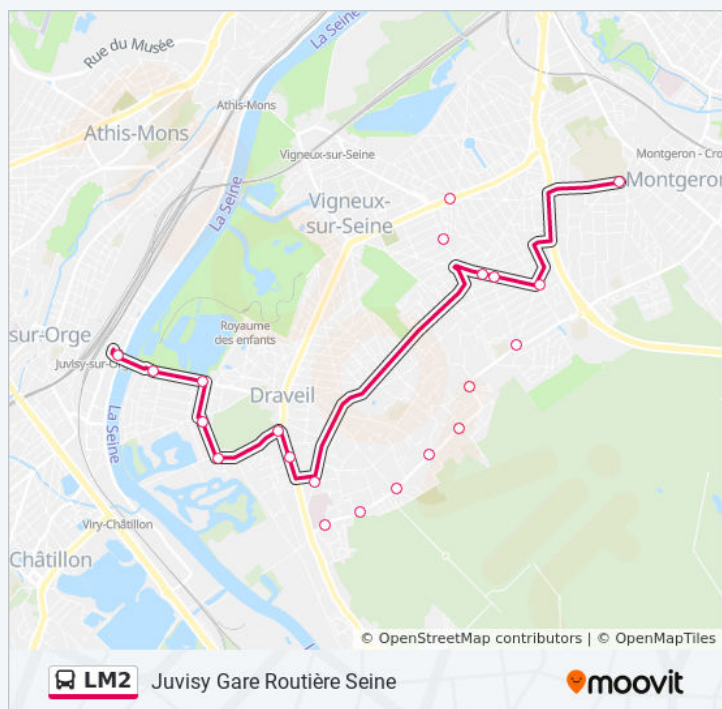 La Seine
Rue du Musée
Athis-Mons
Athis-Mons
Vigneux-sur-Seine
Montgeron - Cro
Montgeron
Vigneux-
sur-Seine
La Seine
Royaume
des enfants
sur-Orge
Juvisy-sur-Or
Draveil
La Seine
Viry-Châtillon
Châtillon
© OpenStreetMap contributors | © OpenMapTiles
LM2 Juvisy Gare Routière Seine
moovit